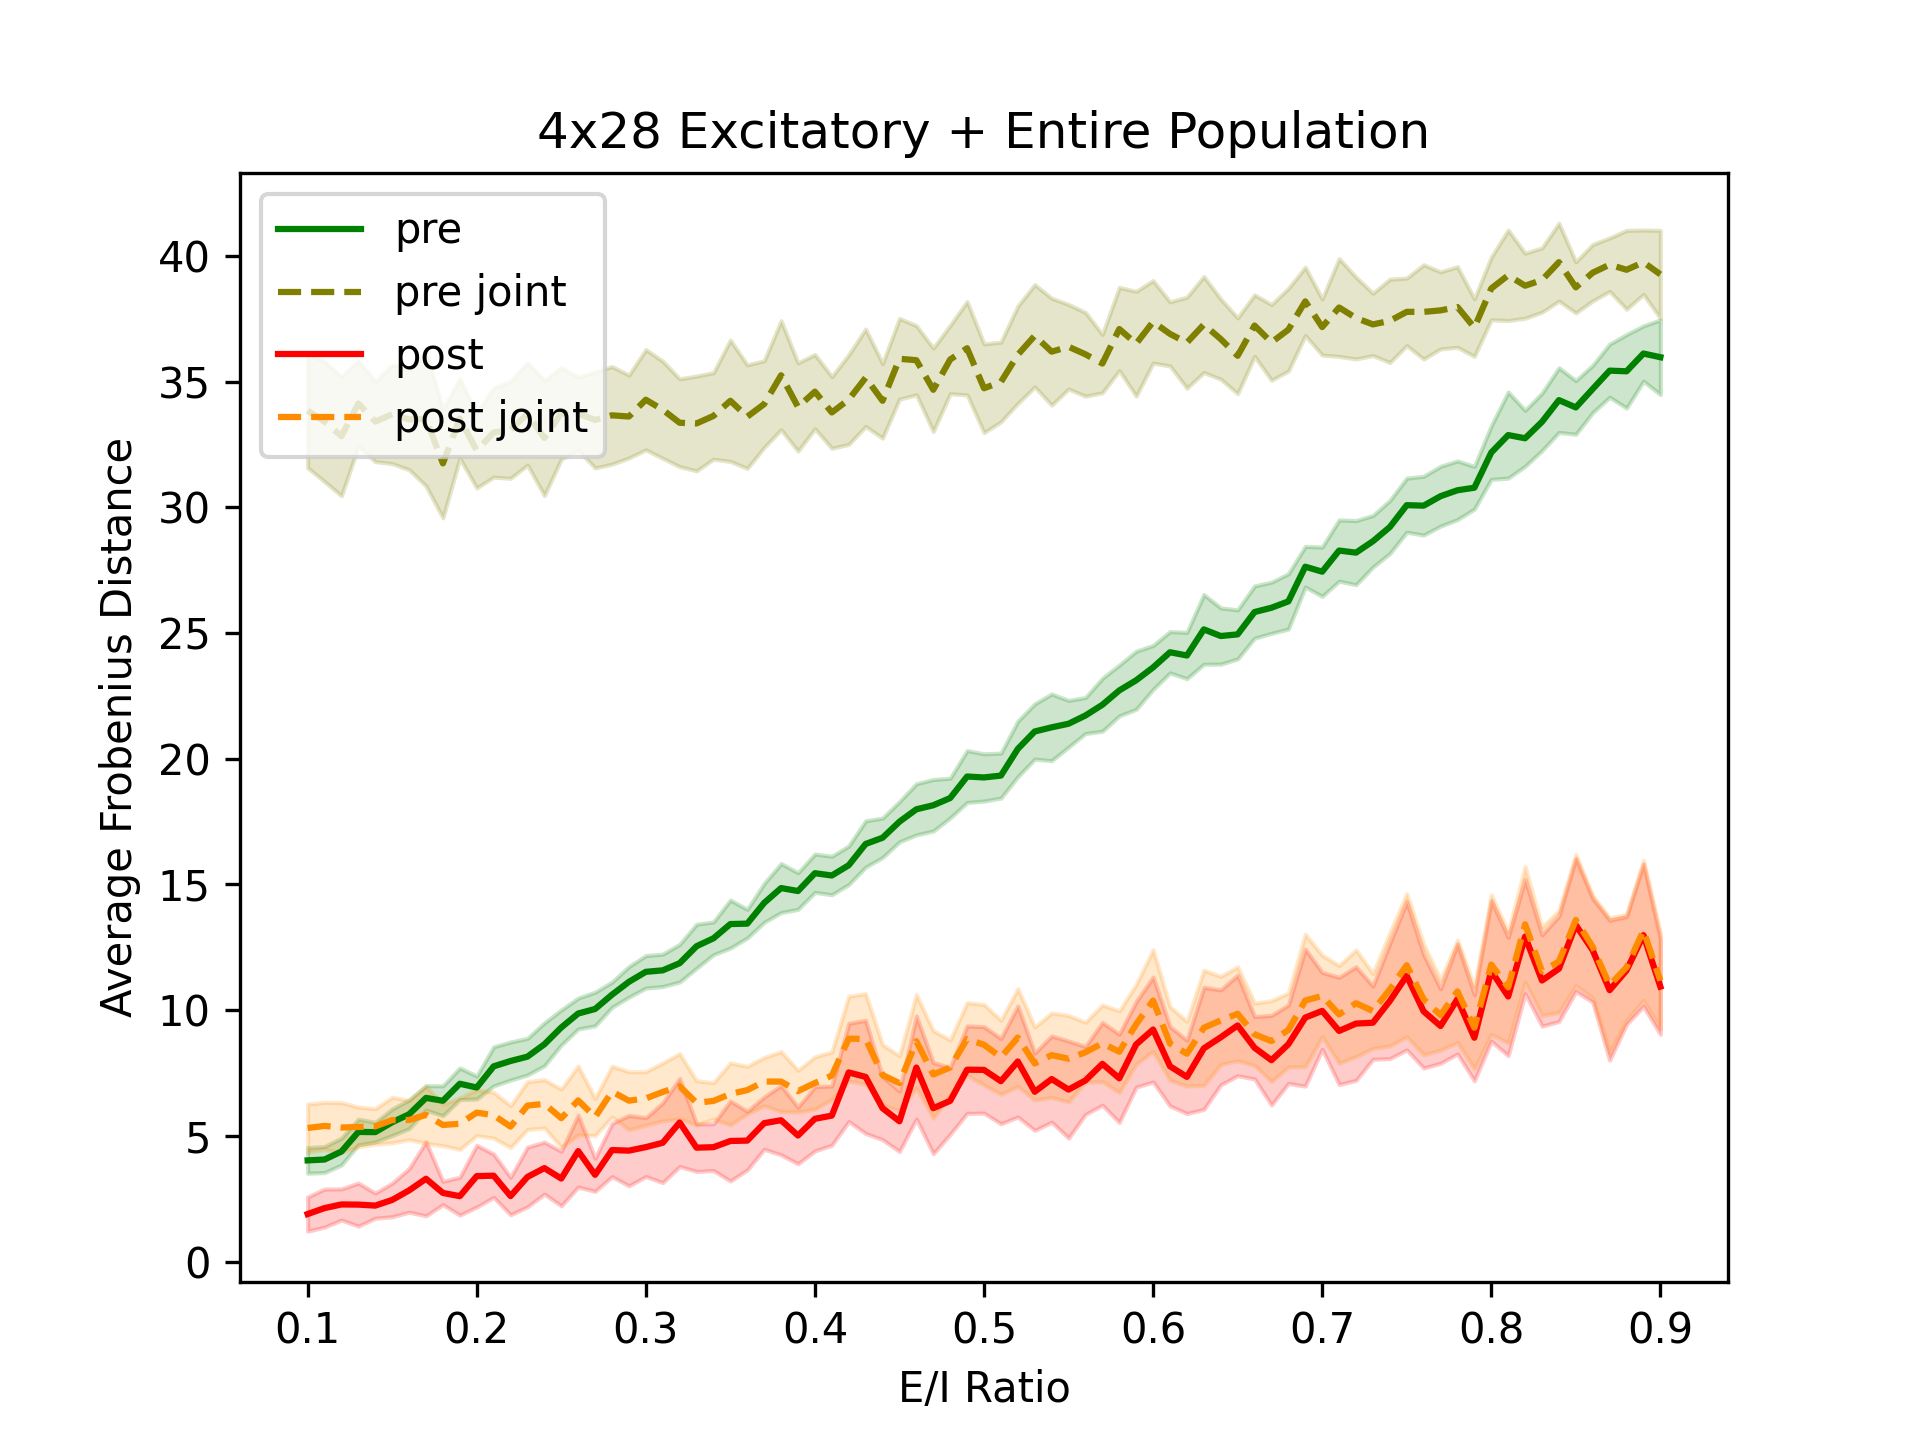 4x28 Excitatory + Entire Population
pre
pre joint
post
post joint
Average Frobenius Distance
40
35
30
25
20
15
10
5
0
0.1 0.2 0.3 0.4 0.5 0.6 0.7 0.8 0.9
E/I Ratio